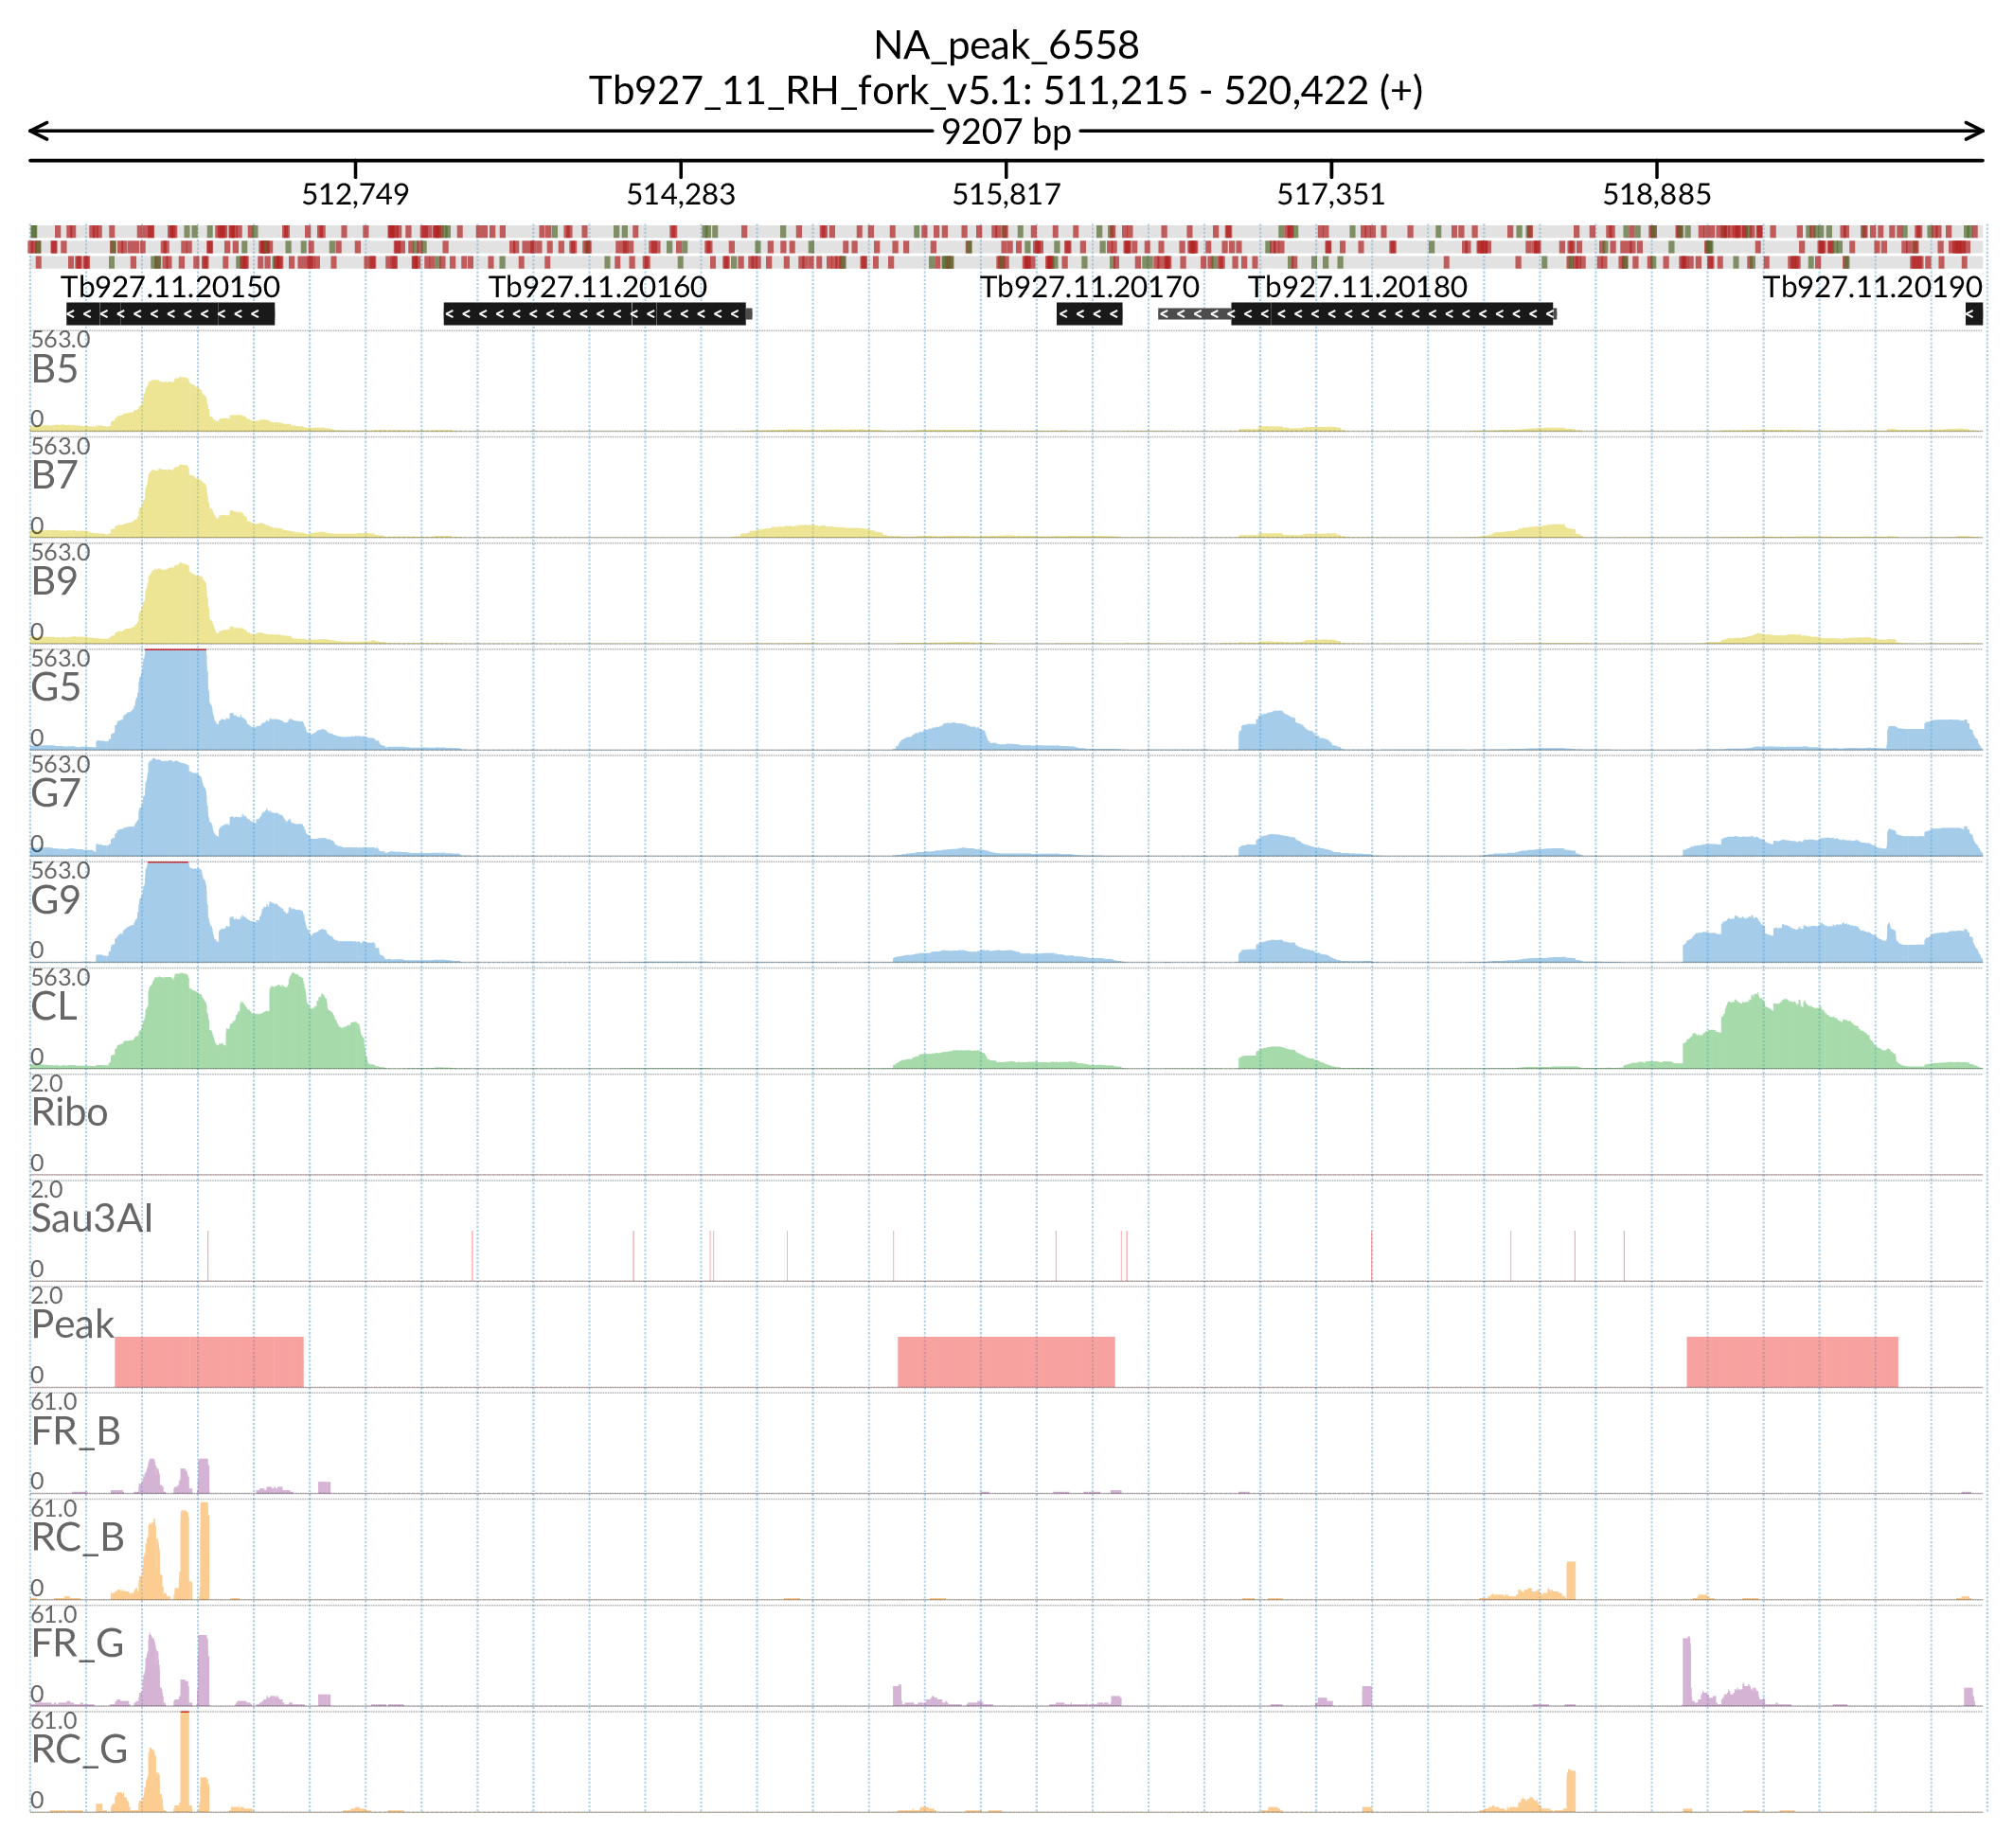 NA_peak_6558
Tb927_11_RH_fork_v5.1: 511,215 - 520,422 (+)
9207 bp
512,749 514,283 515,817 517,351 518,885
Tb927.11.20150 Tb927.11.20160 Tb927.11.20170 Tb927.11.20180 Tb927.11.20190
563.0
B5
0
563.0
B7
0
563.0
B9
0
563.0
G5
0
563.0
G7
0
563.0
G9
0
563.0
CL
0
2.0
Ribo
0
2.0
Sau3AI
0
2.0
Peak
0
61.0
FR_B
0
61.0
RC_B
0
61.0
FR_G
0
61.0
RC_G
0